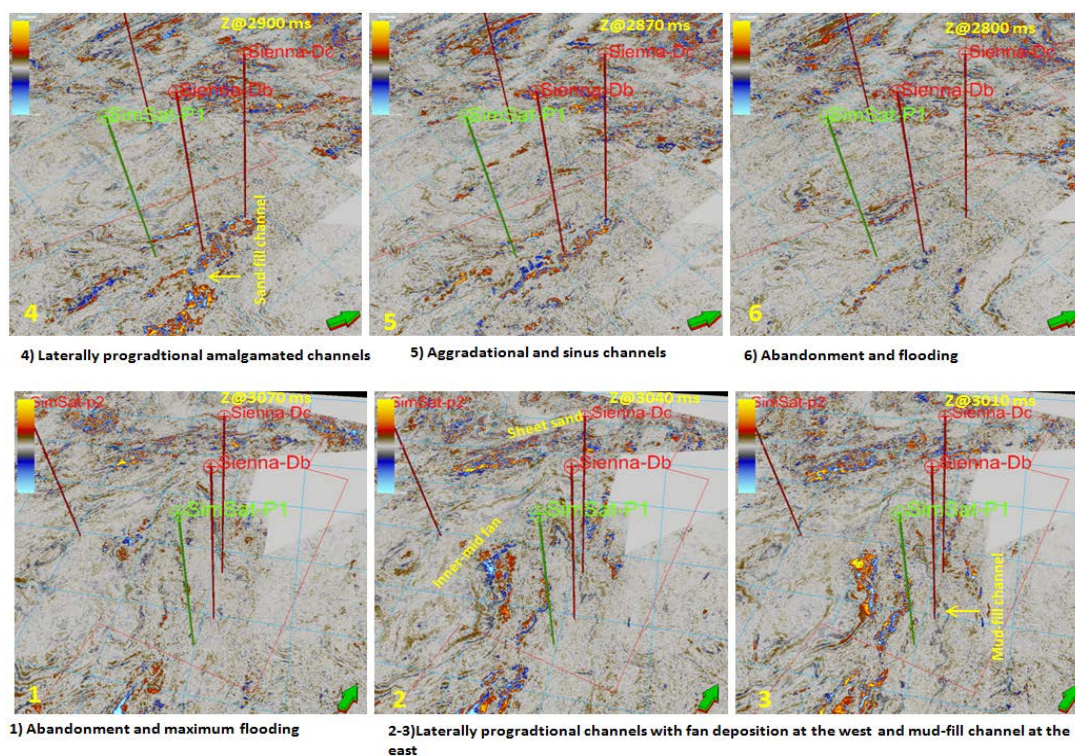 Z@2900 ms
Sienna-Dc
Sienna-Db
SimSat-P1
Sand-fill channel
4
Z@2870 ms
Sienna-Dc
Sienna-Db
SimSat-P1
5
Z@2800 ms
Sienna-Dc
Sienna-Db
SimSat-P1
6
4) Laterally progradtional amalgamated channels
5) Aggradational and sinus channels
6) Abandonment and flooding
SimSat-p2
Z@3070 ms
Sienna-Dc
Sienna-Db
SimSat-P1
1
SimSat-p2
Z@3040 ms
Sienna-Dc
Sheet sand
Sienna-Db
SimSat-P1
Inner-mid fan
2
SimSat-p2
Z@3010 ms
Sienna-Dc
Sienna-Db
SimSat-P1
Mud-fill channel
3
1) Abandonment and maximum flooding
2-3)Laterally progradtional channels with fan deposition at the west and mud-fill channel at the
east